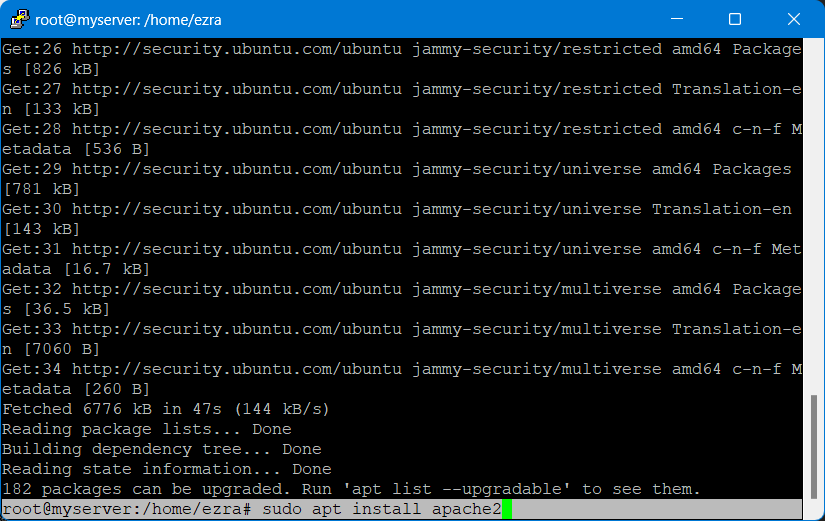 root@myserver: /home/ezra
Get:26 http://security.ubuntu.com/ubuntu jammy-security/restricted amd64 Package
s [826 kB]
Get:27 http://security.ubuntu.com/ubuntu jammy-security/restricted Translation-e
n [133 kB]
Get:28 http://security.ubuntu.com/ubuntu jammy-security/restricted amd64 c-n-f M
etadata [536 B]
Get:29 http://security.ubuntu.com/ubuntu jammy-security/universe amd64 Packages
[781 kB]
Get:30 http://security.ubuntu.com/ubuntu jammy-security/universe Translation-en
[143 kB]
Get:31 http://security.ubuntu.com/ubuntu jammy-security/universe amd64 c-n-f Met
adata [16.7 kB]
Get:32 http://security.ubuntu.com/ubuntu jammy-security/multiverse amd64 Package
s [36.5 kB]
Get:33 http://security.ubuntu.com/ubuntu jammy-security/multiverse Translation-e
n [7060 B]
Get:34 http://security.ubuntu.com/ubuntu jammy-security/multiverse amd64 c-n-f M
etadata [260 B]
Fetched 6776 kB in 47s (144 kB/s)
Reading package lists... Done
Building dependency tree... Done
Reading state information... Done
182 packages can be upgraded. Run 'apt list --upgradable' to see them.
root@myserver:/home/ezra# sudo apt install apache2